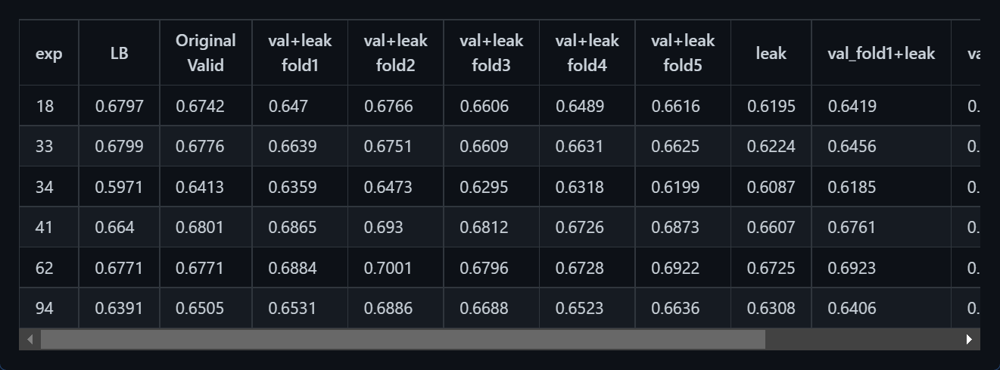 exp LB Original Valid val+leak fold1 val+leak fold2 val+leak fold3 val+leak fold4 val+leak fold5 leak val_fold1+leak va
18 0.6797 0.6742 0.647 0.6766 0.6606 0.6489 0.6616 0.6195 0.6419 0.
33 0.6799 0.6776 0.6639 0.6751 0.6609 0.6631 0.6625 0.6224 0.6456 0.
34 0.5971 0.6413 0.6359 0.6473 0.6295 0.6318 0.6199 0.6087 0.6185 0.
41 0.664 0.6801 0.6865 0.693 0.6812 0.6726 0.6873 0.6607 0.6761 0.
62 0.6771 0.6771 0.6884 0.7001 0.6796 0.6728 0.6922 0.6725 0.6923 0.
94 0.6391 0.6505 0.6531 0.6886 0.6688 0.6523 0.6636 0.6308 0.6406 0.